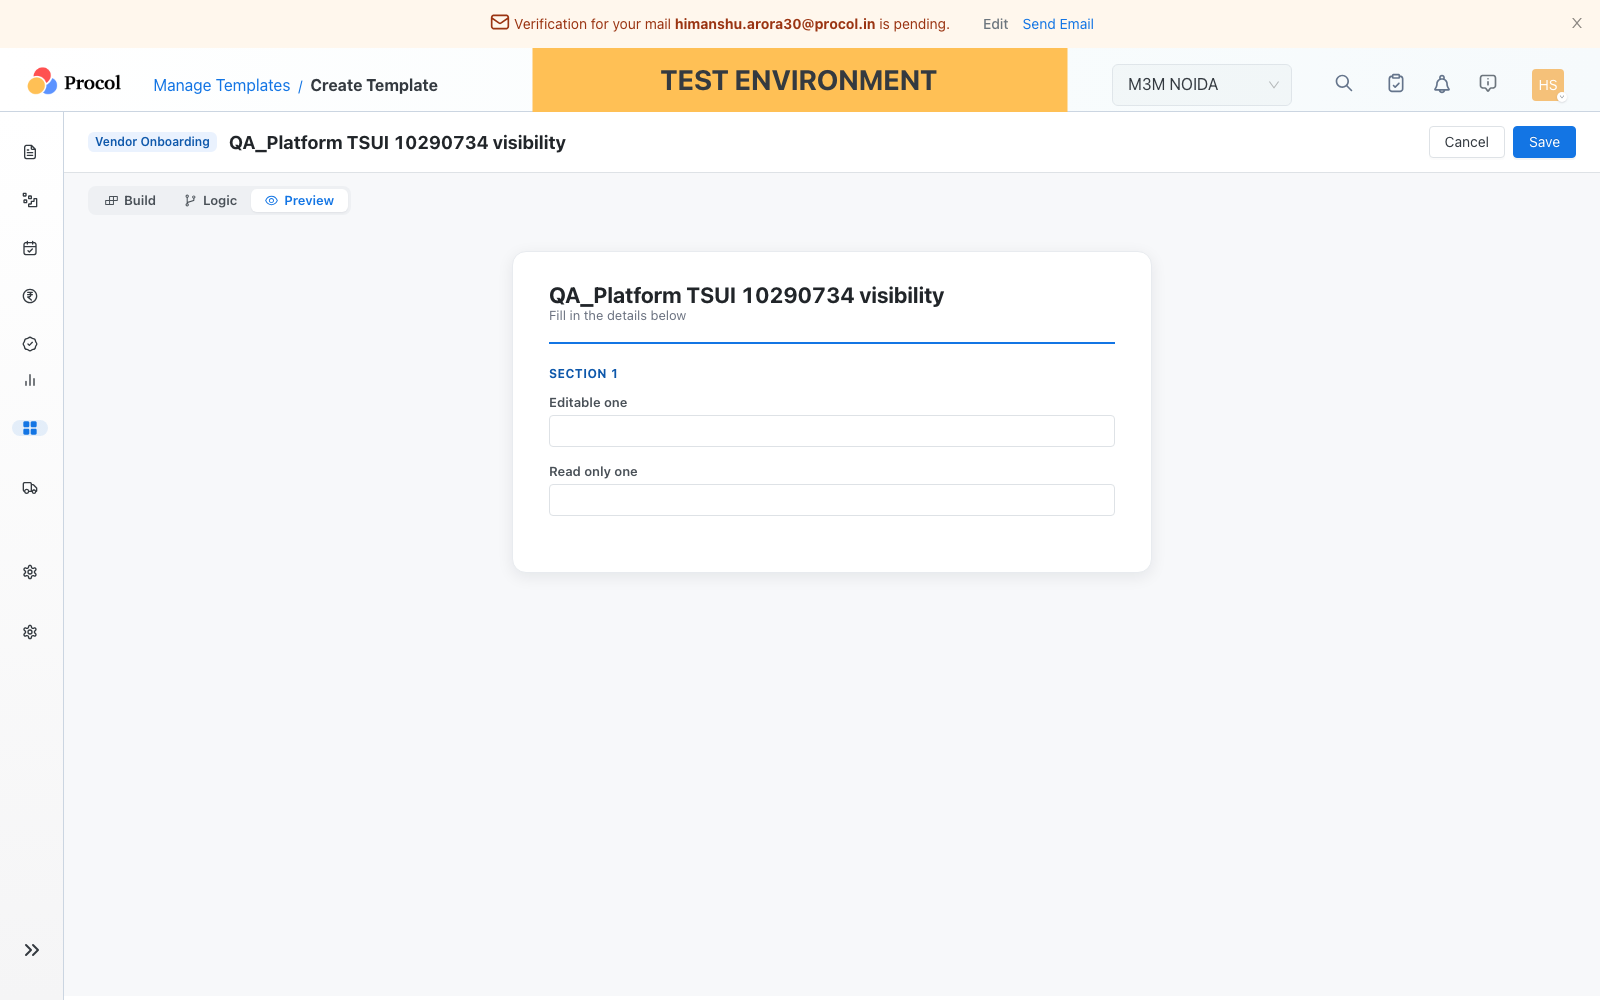 Verification for your mail himanshu.arora30@procol.in is pending. Edit Send Email
Procol
Manage Templates / Create Template
TEST ENVIRONMENT
M3M NOIDA
HS
Vendor Onboarding
QA_Platform TSUI 10290734 visibility
Cancel
Save
Build
Logic
Preview
QA_Platform TSUI 10290734 visibility
Fill in the details below
SECTION 1
Editable one
Read only one